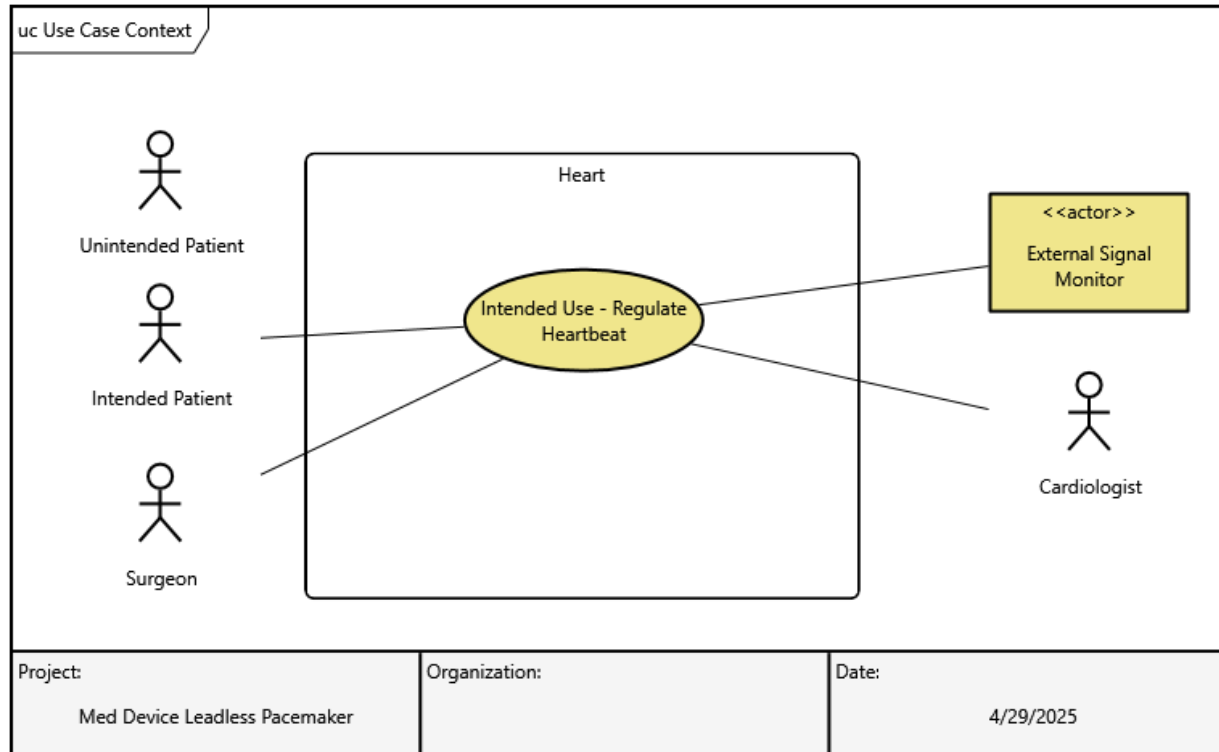 uc Use Case Context
Heart
Unintended Patient
Intended Patient
Surgeon
Intended Use - Regulate
Heartbeat
<<actor>>
External Signal
Monitor
Cardiologist
Project:
Med Device Leadless Pacemaker
Organization:
Date:
4/29/2025